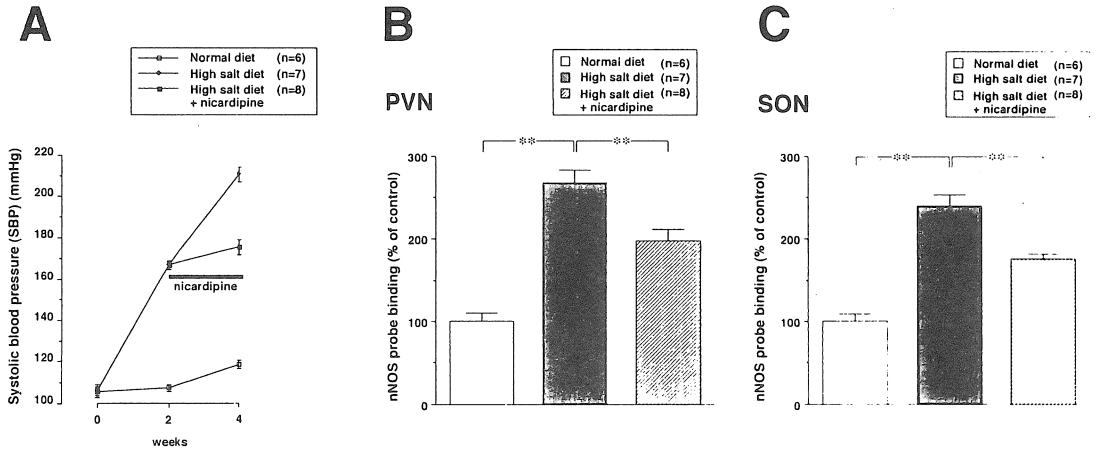 A
Normal diet (n=6)
High salt diet (n=7)
High salt diet (n=8)
+ nicardipine
Systolic blood pressure (SBP) (mmHg)
220
200
180
160
140
120
100
nicardipine
0
2
4
weeks
B
Normal diet (n=6)
High salt diet (n=7)
High salt diet (n=8)
+ nicardipine
PVN
nNOS probe binding (% of control)
300
200
100
0
**
**
C
Normal diet (n=6)
High salt diet (n=7)
High salt diet (n=8)
+ nicardipine
SON
nNOS probe binding (% of control)
300
200
100
0
**
**